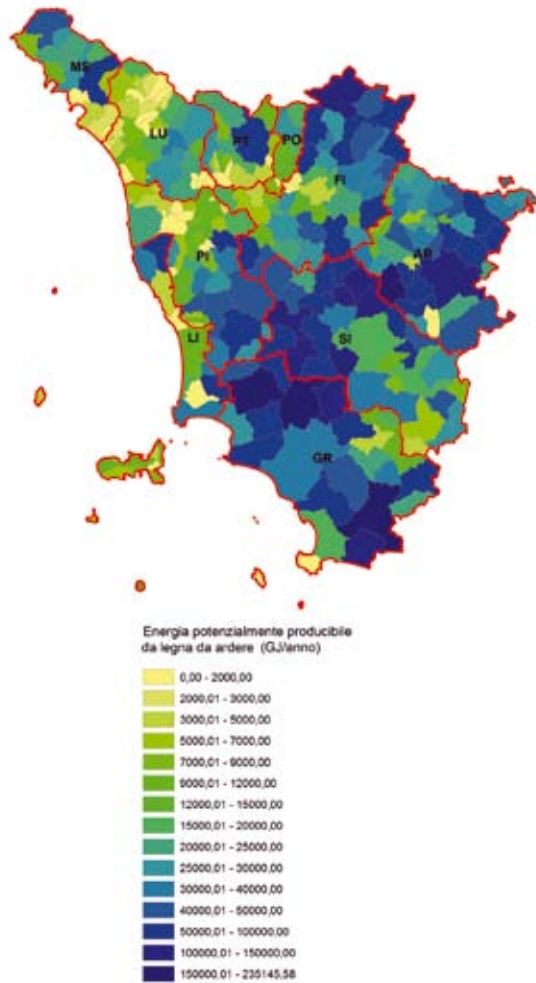 MS
LU
PT
PO
FI
PI
AR
LI
SI
GR
Energia potenzialmente producibile
da legna da ardere (GJ/anno)
0,00 - 2000,00
2000,01 - 3000,00
3000,01 - 5000,00
5000,01 - 7000,00
7000,01 - 9000,00
9000,01 - 12000,00
12000,01 - 15000,00
15000,01 - 20000,00
20000,01 - 25000,00
25000,01 - 30000,00
30000,01 - 40000,00
40000,01 - 50000,00
50000,01 - 100000,00
100000,01 - 150000,00
150000,01 - 235145,58